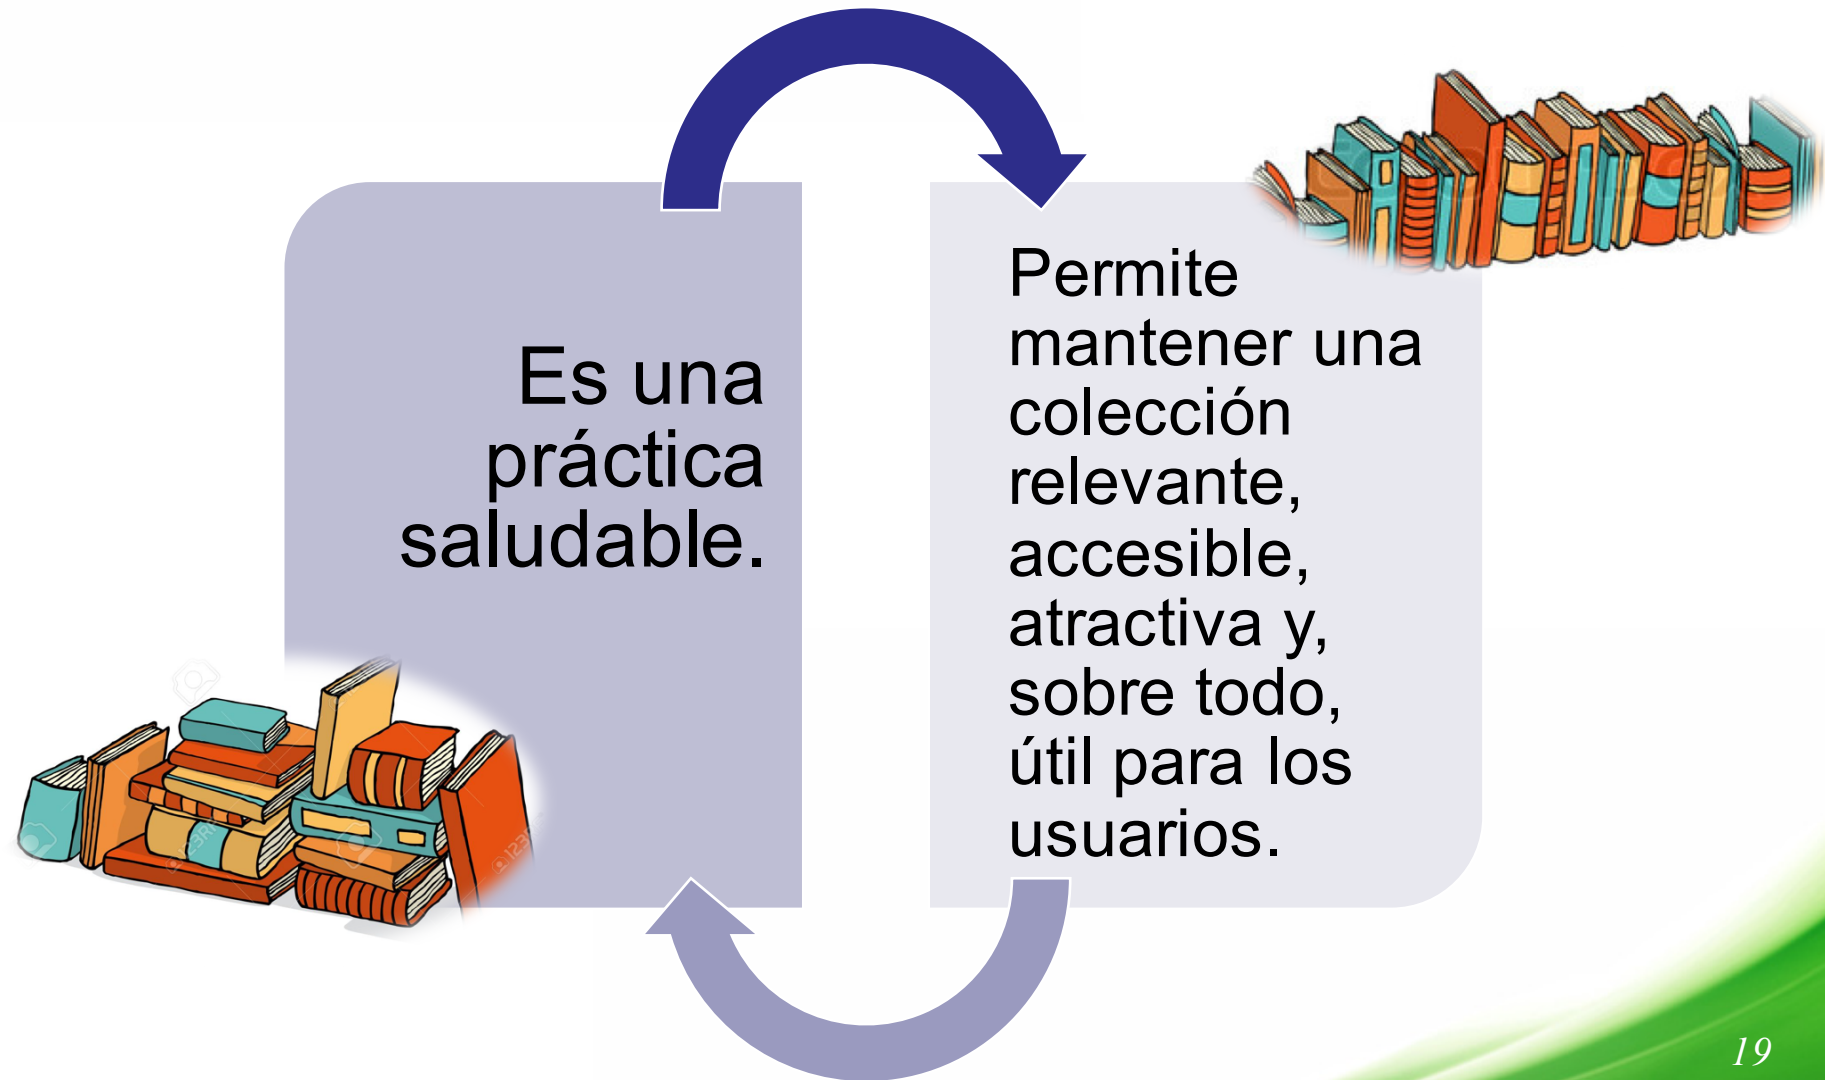 Es una
práctica
saludable.
Permite
mantener una
colección
relevante,
accesible,
atractiva y,
sobre todo,
útil para los
usuarios.
19